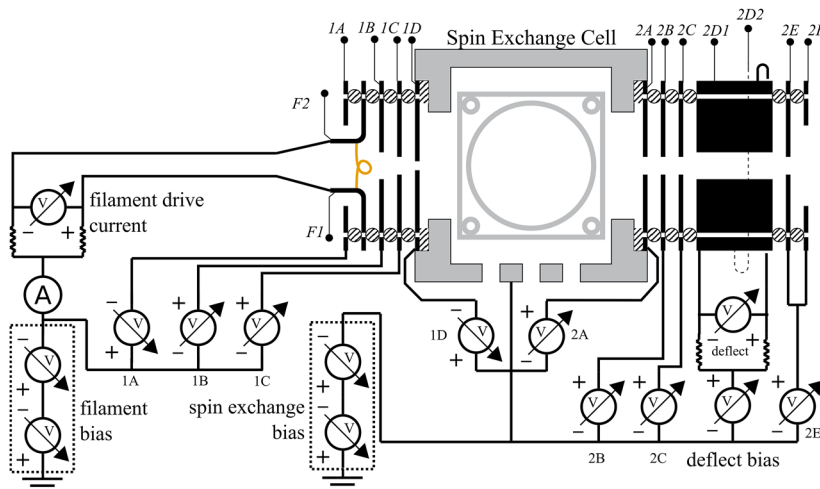 1A 1B 1C 1D
Spin Exchange Cell
2A 2B 2C 2D1 2D2 2E
F2
V
filament drive
current
− +
F1
A
− + +
V V V
+ − −
1A 1B 1C
− V +
− V +
filament
bias
spin exchange
bias
− V +
− V +
1D − V +
+ V − 2A
V
deflect
+ + + +
V V V V
− − − −
2B 2C 2E
deflect bias